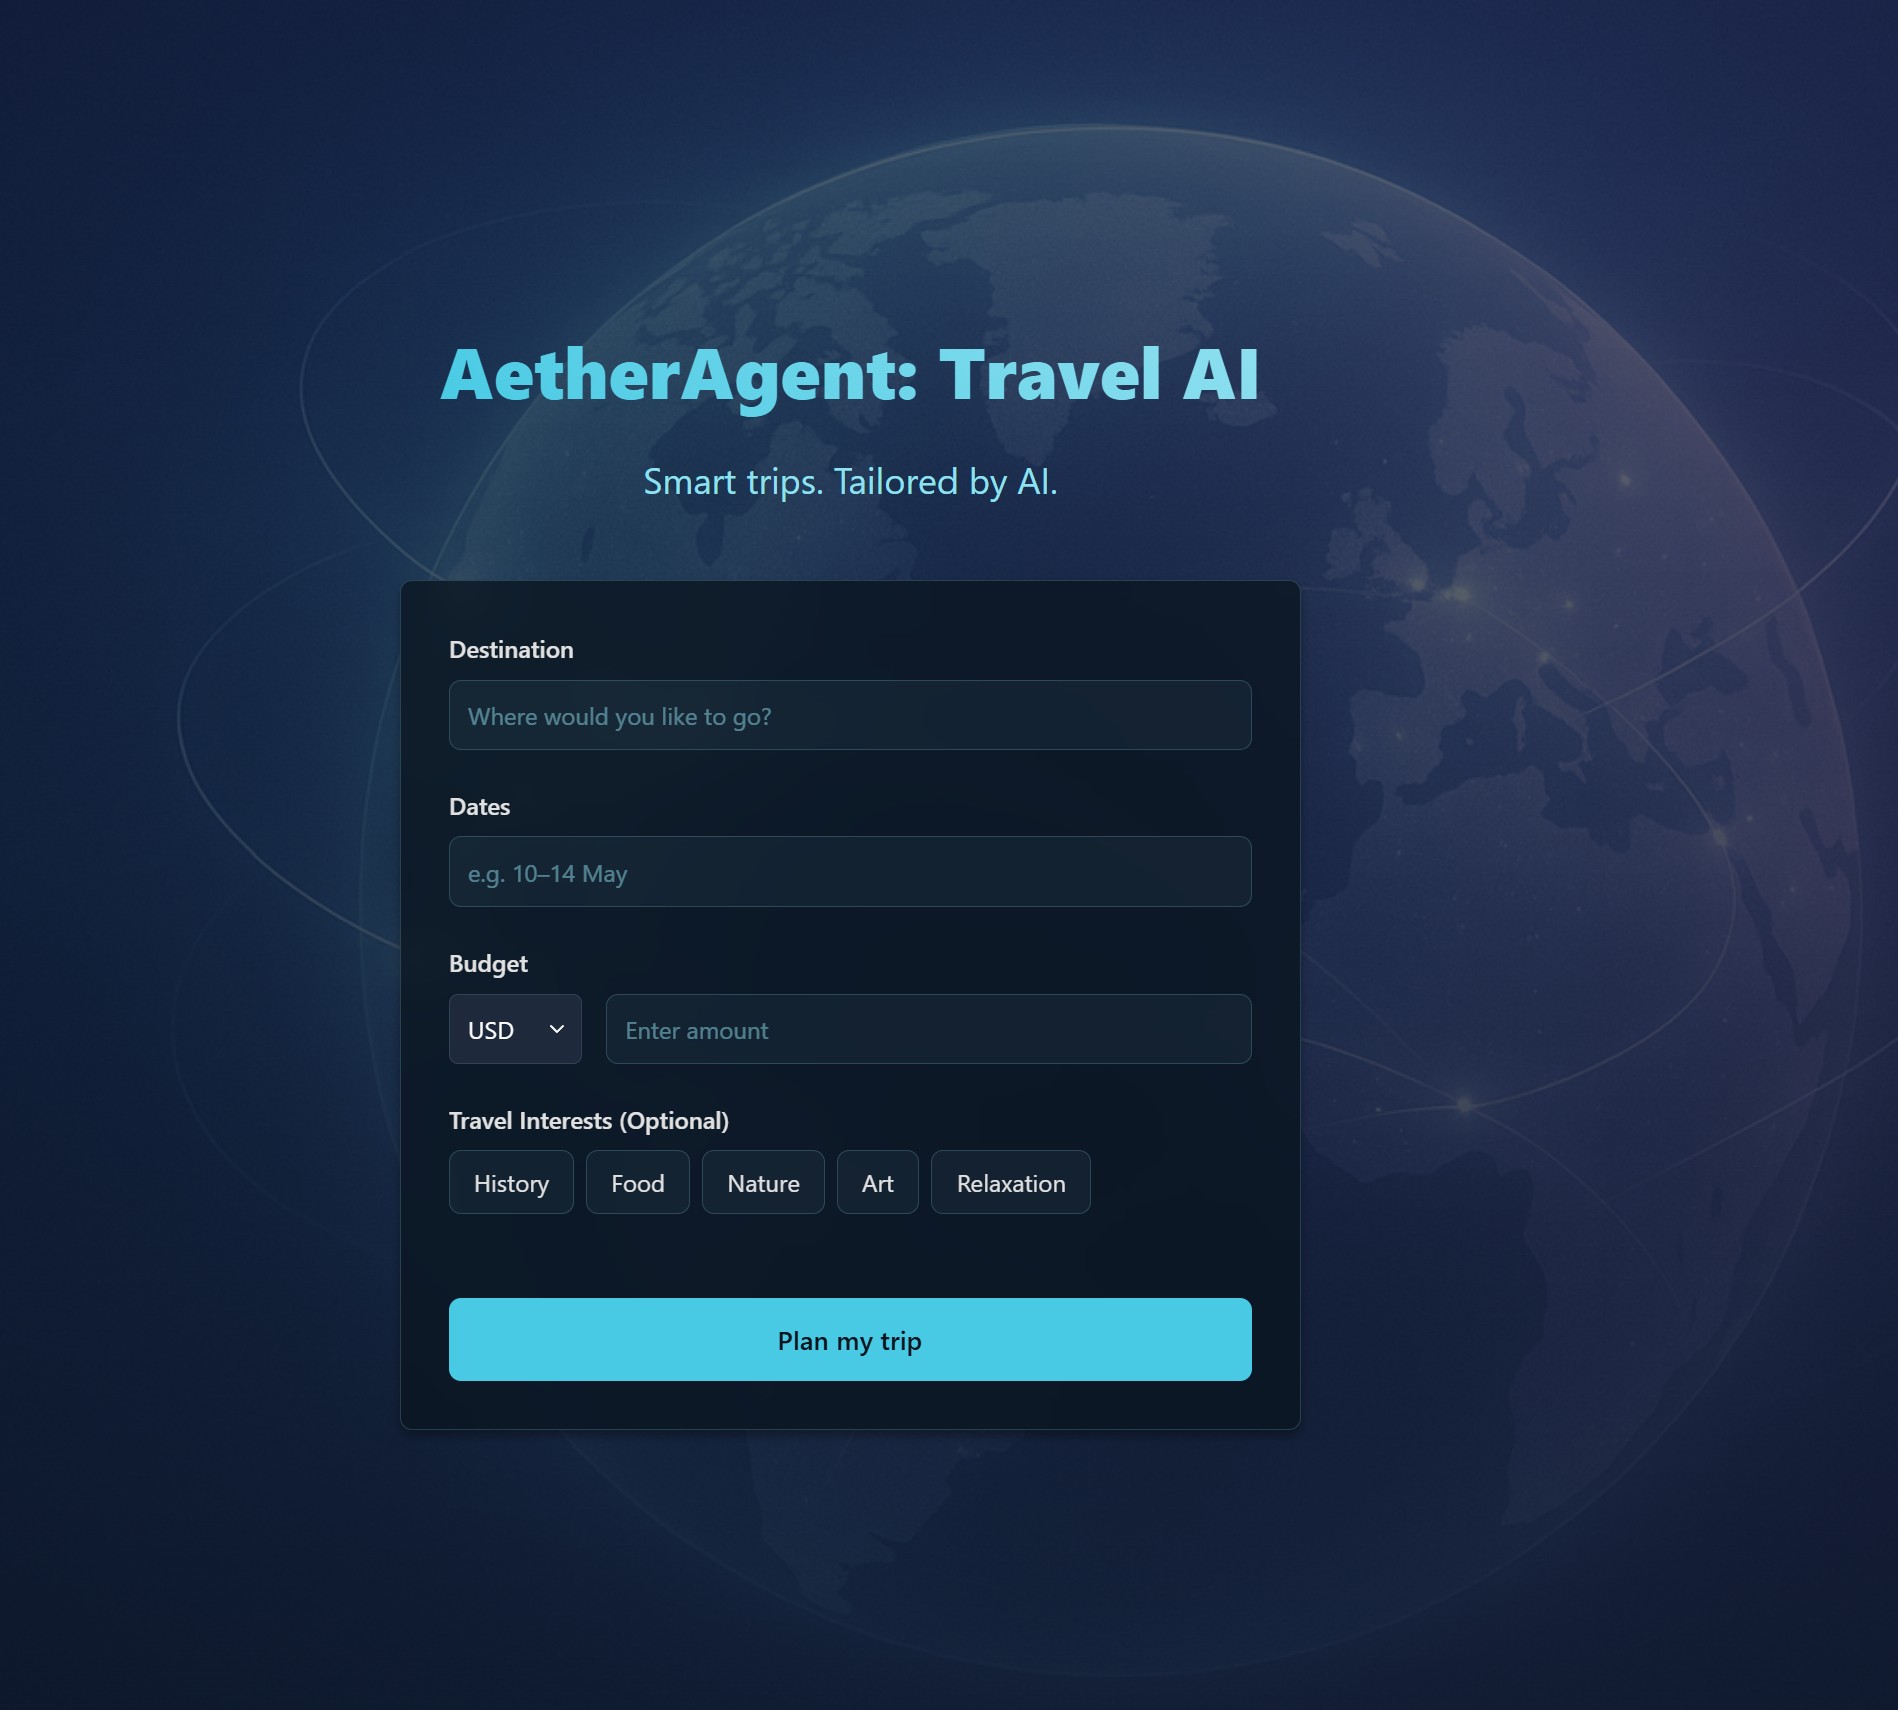 AetherAgent: Travel AI
Smart trips. Tailored by AI.
Destination
Where would you like to go?
Dates
e.g. 10–14 May
Budget
USD
Enter amount
Travel Interests (Optional)
History
Food
Nature
Art
Relaxation
Plan my trip